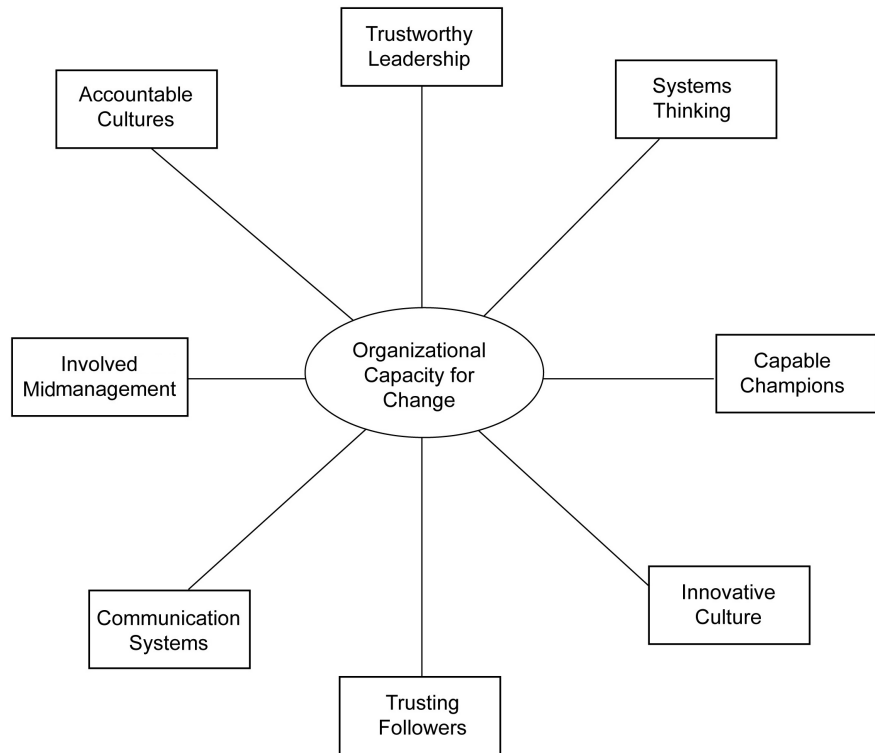 Trustworthy
Leadership
Accountable
Cultures
Systems
Thinking
Involved
Midmanagement
Organizational
Capacity for
Change
Capable
Champions
Communication
Systems
Innovative
Culture
Trusting
Followers